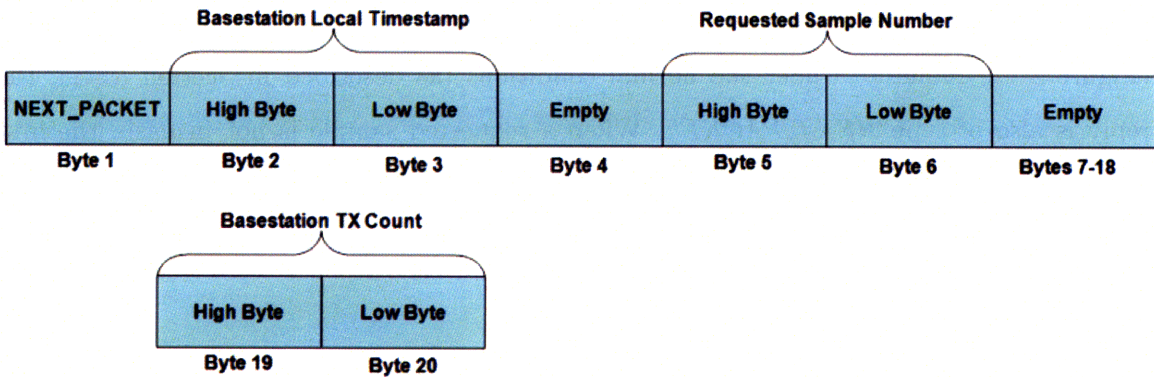 Basestation Local Timestamp
Requested Sample Number
NEXT_PACKET
High Byte
Low Byte
Empty
High Byte
Low Byte
Empty
Byte 1
Byte 2
Byte 3
Byte 4
Byte 5
Byte 6
Bytes 7-18
Basestation TX Count
High Byte
Low Byte
Byte 19
Byte 20